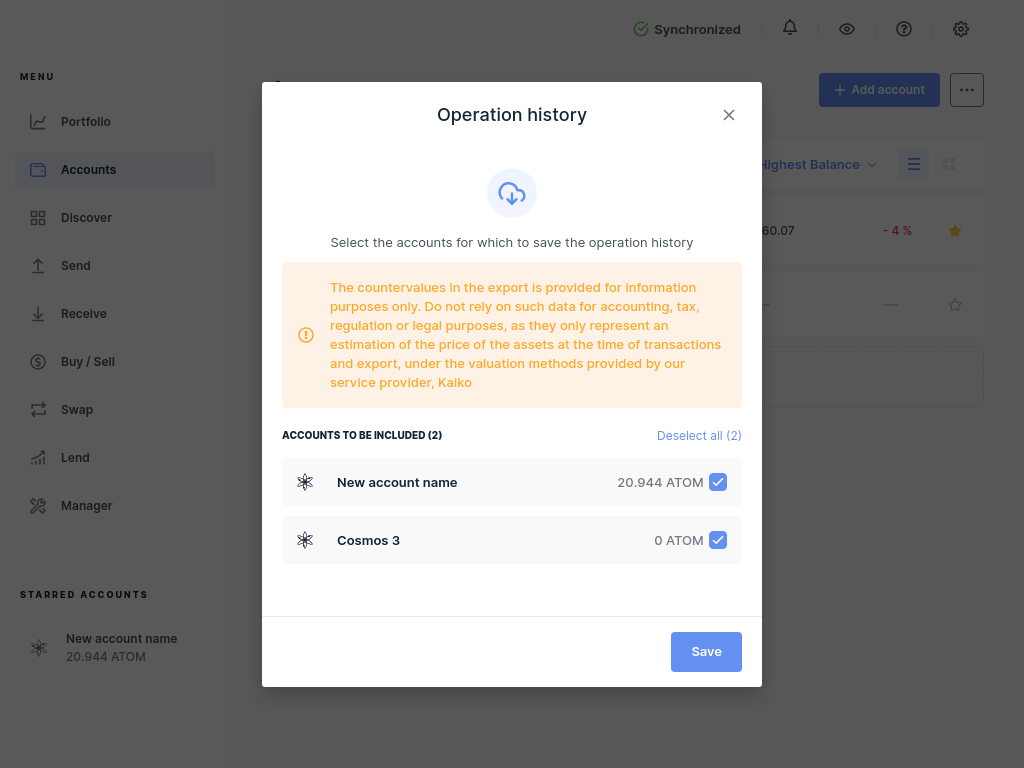 Synchronized
MENU
Portfolio
Accounts
Discover
Send
Receive
Buy / Sell
Swap
Lend
Manager
STARRED ACCOUNTS
New account name
20.944 ATOM
+ Add account
Highest Balance
60.07
- 4 %
Operation history
Select the accounts for which to save the operation history
The countervalues in the export is provided for information
purposes only. Do not rely on such data for accounting, tax,
regulation or legal purposes, as they only represent an
estimation of the price of the assets at the time of transactions
and export, under the valuation methods provided by our
service provider, Kaiko
ACCOUNTS TO BE INCLUDED (2)
Deselect all (2)
New account name
20.944 ATOM
Cosmos 3
0 ATOM
Save